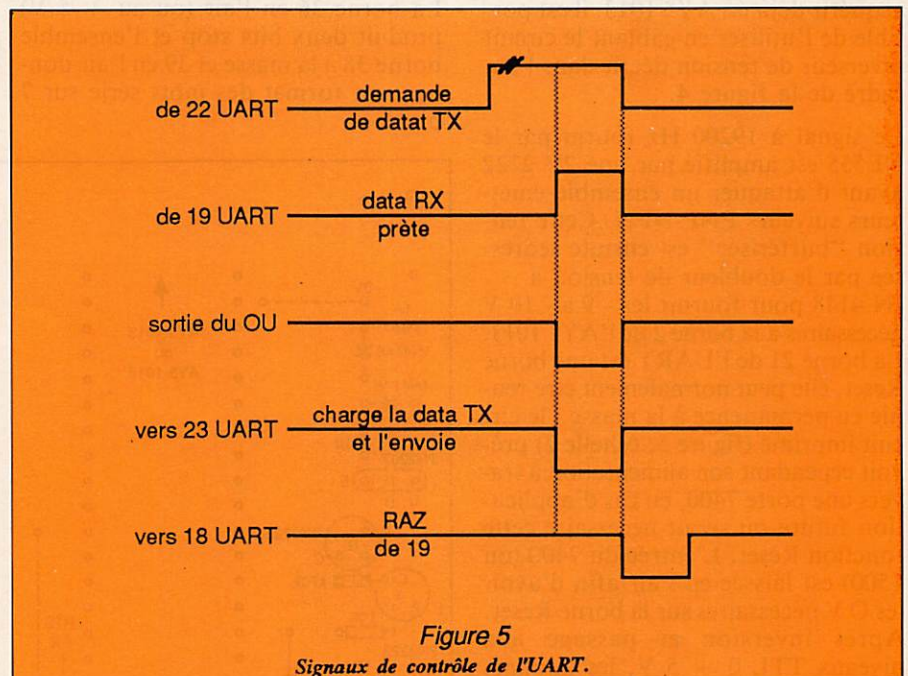 de 22 UART
demande
de datat TX
de 19 UART
data RX
prète
sortie du OU
vers 23 UART
charge la data TX
et l'envoie
vers 18 UART
RAZ
de 19
Figure 5
Signaux de contrôle de l'UART.